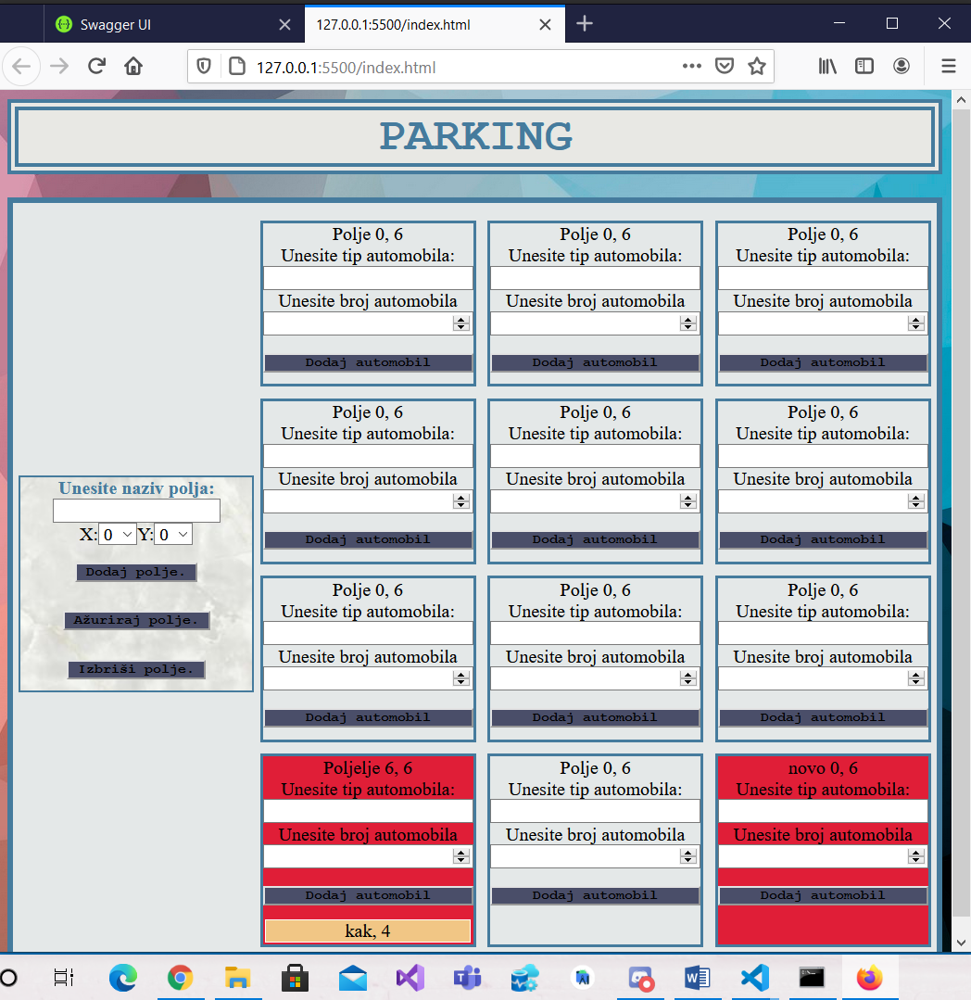 Swagger UI
127.0.0.1:5500/index.html
127.0.0.1:5500/index.html
PARKING
Unesite naziv polja:
X: 0 Y: 0
Dodaj polje.
Ažuriraj polje.
Izbriši polje.
Polje 0, 6
Unesite tip automobila:
Unesite broj automobila
Dodaj automobil
Polje 0, 6
Unesite tip automobila:
Unesite broj automobila
Dodaj automobil
Polje 0, 6
Unesite tip automobila:
Unesite broj automobila
Dodaj automobil
Polje 0, 6
Unesite tip automobila:
Unesite broj automobila
Dodaj automobil
Polje 0, 6
Unesite tip automobila:
Unesite broj automobila
Dodaj automobil
Polje 0, 6
Unesite tip automobila:
Unesite broj automobila
Dodaj automobil
Polje 0, 6
Unesite tip automobila:
Unesite broj automobila
Dodaj automobil
Polje 0, 6
Unesite tip automobila:
Unesite broj automobila
Dodaj automobil
Polje 0, 6
Unesite tip automobila:
Unesite broj automobila
Dodaj automobil
Poljelje 6, 6
Unesite tip automobila:
Unesite broj automobila
Dodaj automobil
kak, 4
Polje 0, 6
Unesite tip automobila:
Unesite broj automobila
Dodaj automobil
novo 0, 6
Unesite tip automobila:
Unesite broj automobila
Dodaj automobil